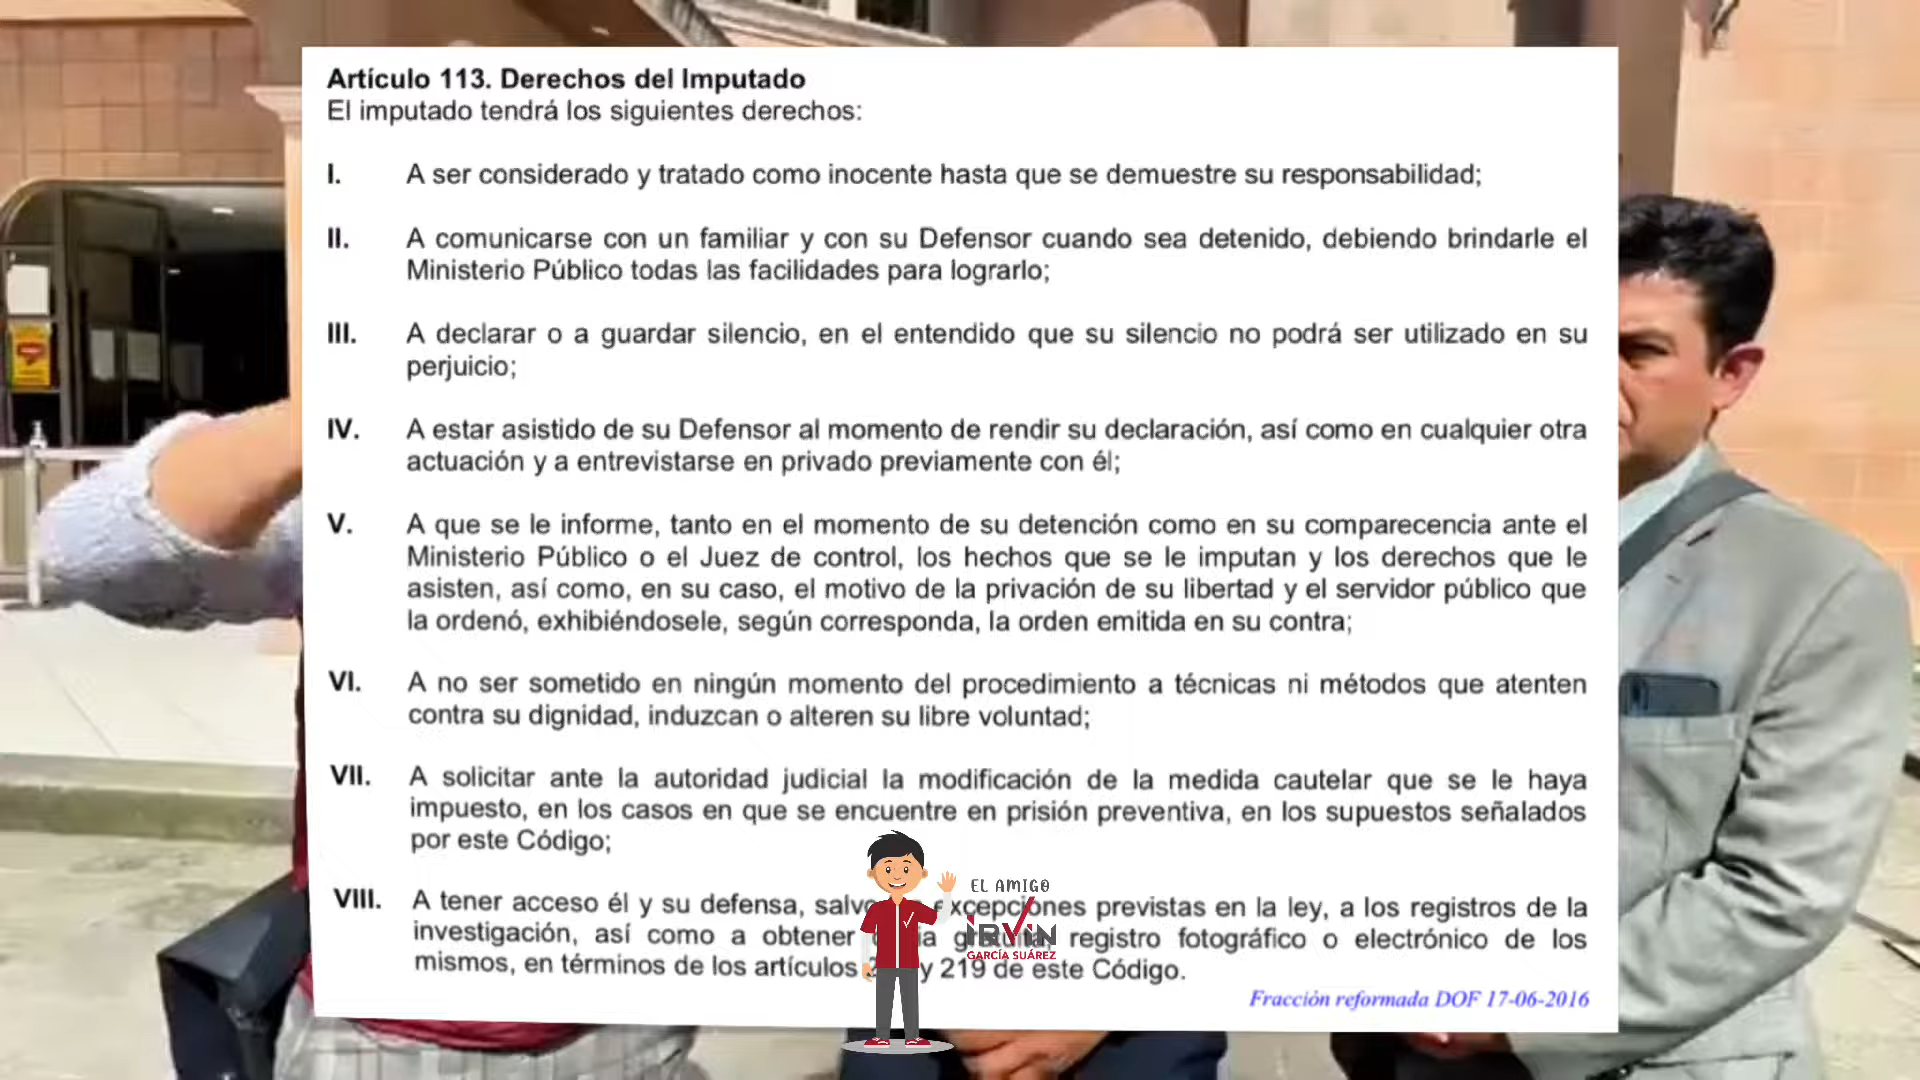 Artículo 113. Derechos del Imputado
El imputado tendrá los siguientes derechos:
I. A ser considerado y tratado como inocente hasta que se demuestre su responsabilidad;
II. A comunicarse con un familiar y con su Defensor cuando sea detenido, debiendo brindarle el
Ministerio Público todas las facilidades para lograrlo;
III. A declarar o a guardar silencio, en el entendido que su silencio no podrá ser utilizado en su
perjuicio;
IV. A estar asistido de su Defensor al momento de rendir su declaración, así como en cualquier otra
actuación y a entrevistarse en privado previamente con él;
V. A que se le informe, tanto en el momento de su detención como en su comparecencia ante el
Ministerio Público o el Juez de control, los hechos que se le imputan y los derechos que le
asisten, así como, en su caso, el motivo de la privación de su libertad y el servidor público que
la ordenó, exhibiéndosele, según corresponda, la orden emitida en su contra;
VI. A no ser sometido en ningún momento del procedimiento a técnicas ni métodos que atenten
contra su dignidad, induzcan o alteren su libre voluntad;
VII. A solicitar ante la autoridad judicial la modificación de la medida cautelar que se le haya
impuesto, en los casos en que se encuentre en prisión preventiva, en los supuestos señalados
por este Código;
VIII. A tener acceso él y su defensa, salvo excepciones previstas en la ley, a los registros de la
investigación, así como a obtener gratuita, registro fotográfico o electrónico de los
mismos, en términos de los artículos y 219 de este Código.
Fracción reformada DOF 17-06-2016
EL AMIGO
IRVIN
GARCÍA SUÁREZ